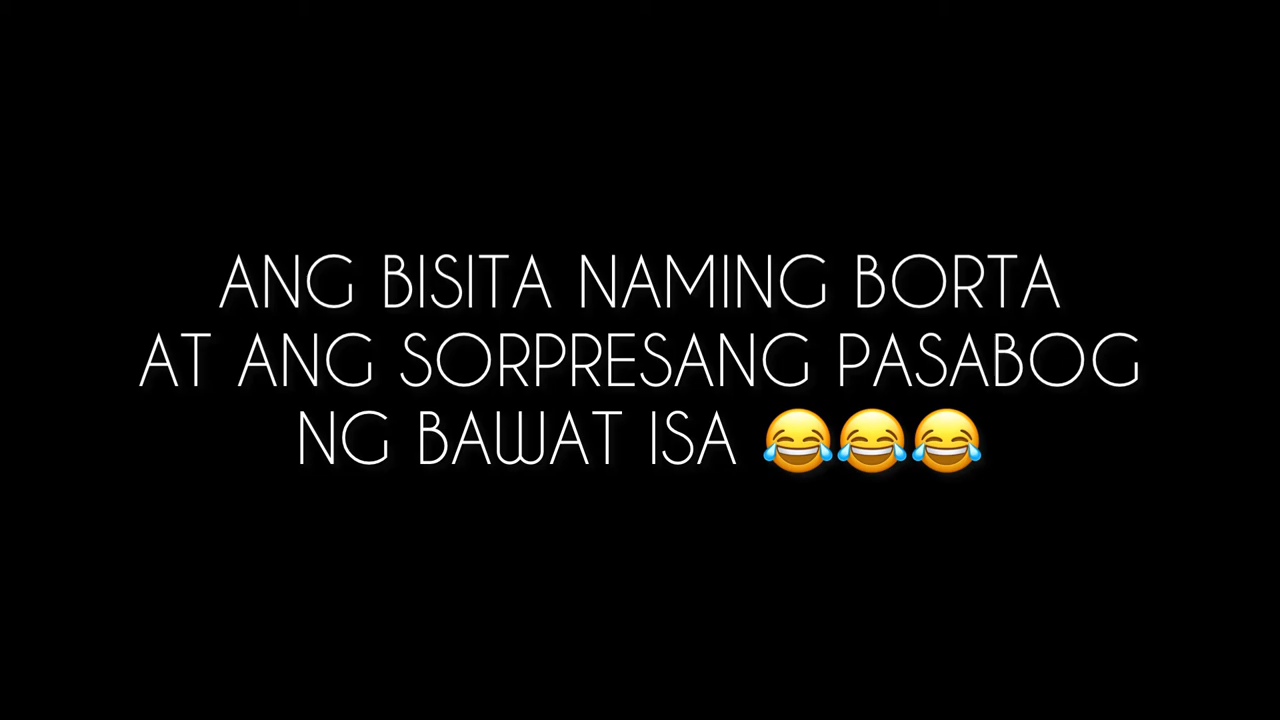 ANG BISITA NAMING BORTA
AT ANG SORPRESANG PASABOG
NG BAWAT ISA 😂😂😂